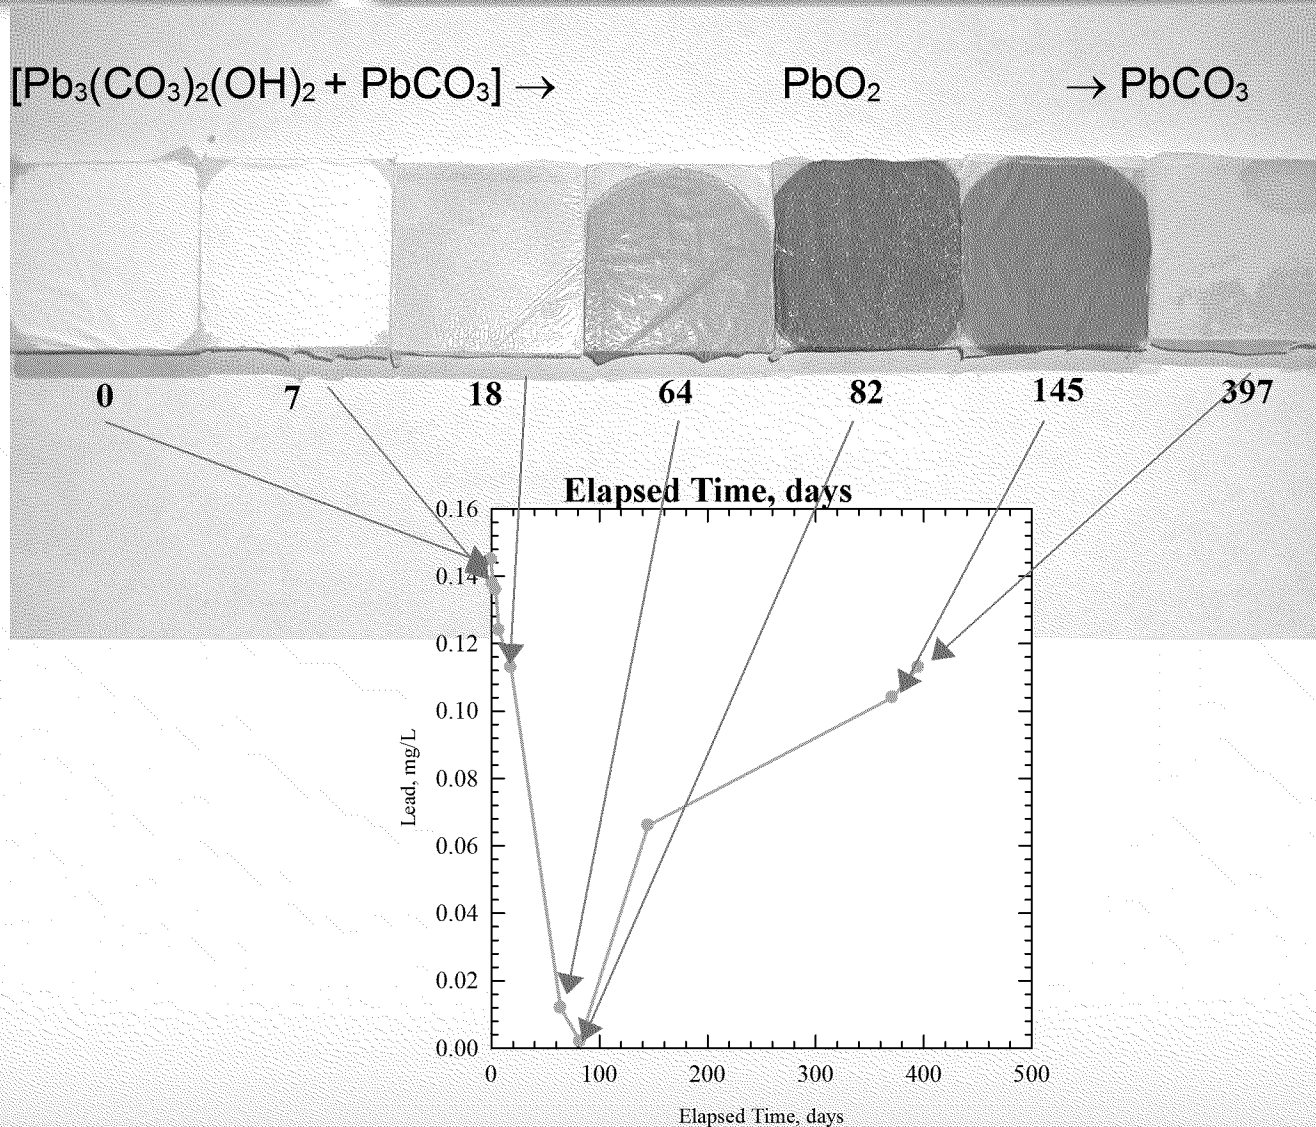 [Pb₃(CO₃)₂(OH)₂ + PbCO₃] → PbO₂ → PbCO₃
0 7 18 64 82 145 397
Elapsed Time, days
0.16
0.14
0.12
0.10
0.08
0.06
0.04
0.02
0.00
Lead, mg/L
0 100 200 300 400 500
Elapsed Time, days